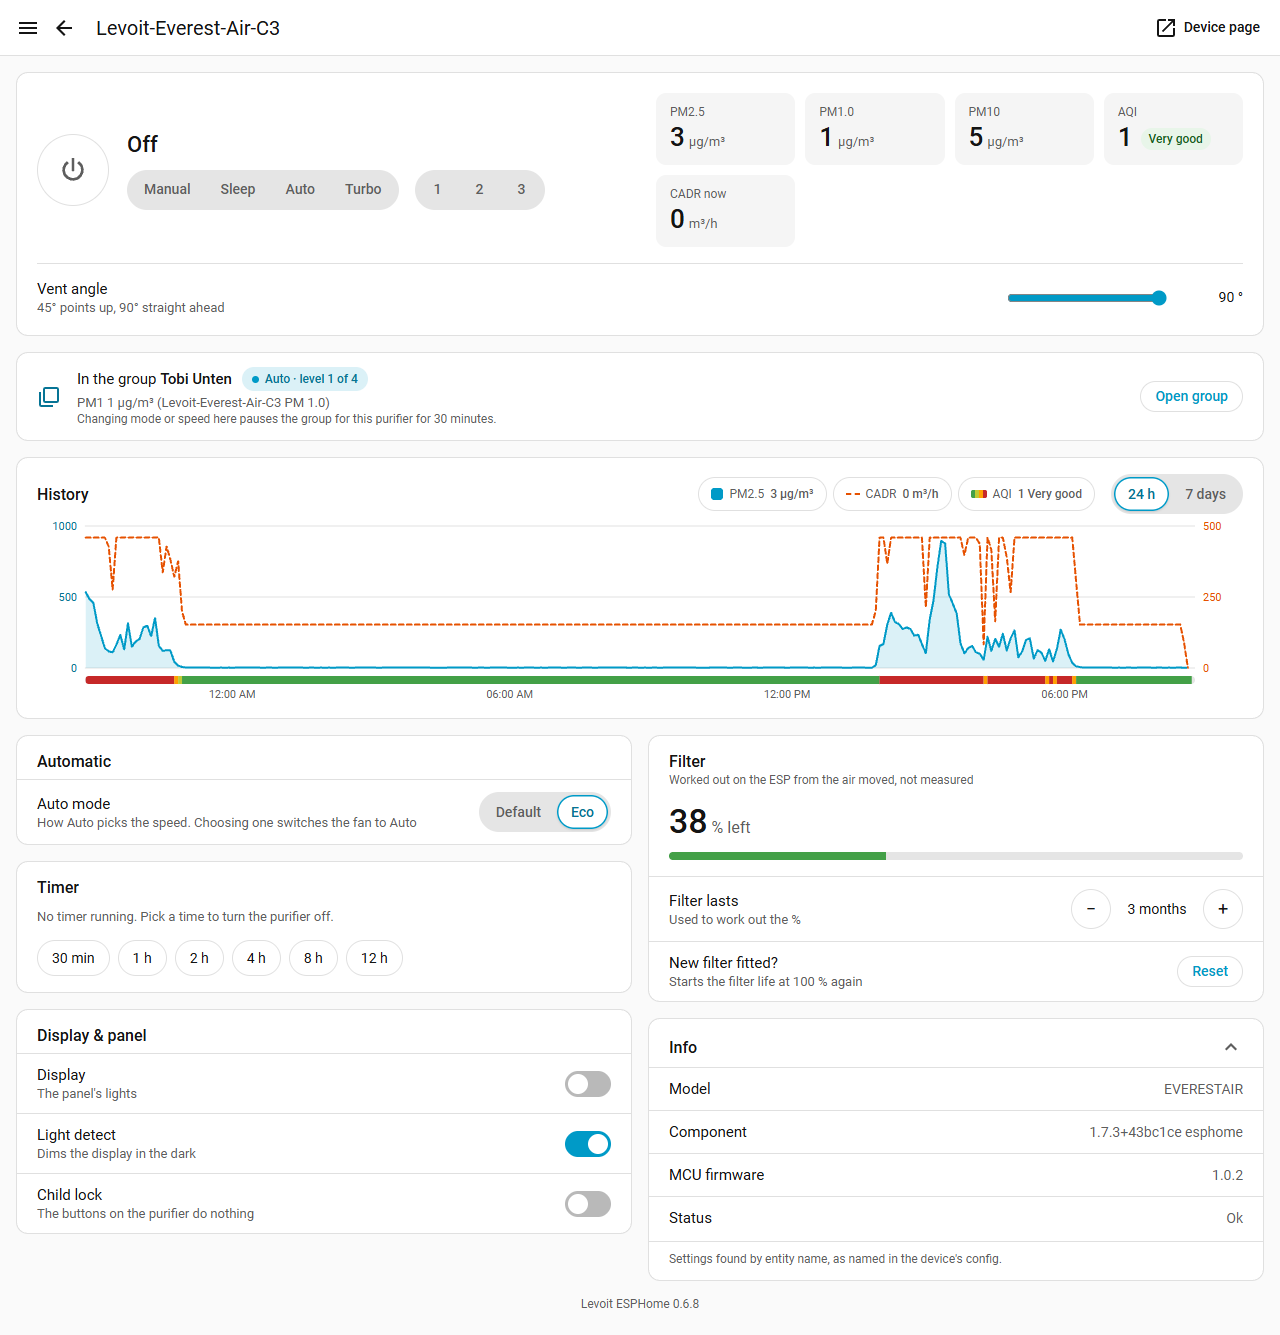 Levoit-Everest-Air-C3
Device page
Off
Manual Sleep Auto Turbo
1 2 3
PM2.5
3 µg/m³
PM1.0
1 µg/m³
PM10
5 µg/m³
AQI
1 Very good
CADR now
0 m³/h
Vent angle
45° points up, 90° straight ahead
90 °
In the group Tobi Unten
Auto · level 1 of 4
PM1 1 µg/m³ (Levoit-Everest-Air-C3 PM 1.0)
Changing mode or speed here pauses the group for this purifier for 30 minutes.
Open group
History
PM2.5 3 µg/m³
CADR 0 m³/h
AQI 1 Very good
24 h 7 days
1000
500
0
500
250
0
12:00 AM 06:00 AM 12:00 PM 06:00 PM
Automatic
Auto mode
How Auto picks the speed. Choosing one switches the fan to Auto
Default Eco
Timer
No timer running. Pick a time to turn the purifier off.
30 min 1 h 2 h 4 h 8 h 12 h
Display & panel
Display
The panel's lights
Light detect
Dims the display in the dark
Child lock
The buttons on the purifier do nothing
Filter
Worked out on the ESP from the air moved, not measured
38 % left
Filter lasts
Used to work out the %
− 3 months +
New filter fitted?
Starts the filter life at 100 % again
Reset
Info
Model EVERESTAIR
Component 1.7.3+43bc1ce esphome
MCU firmware 1.0.2
Status Ok
Settings found by entity name, as named in the device's config.
Levoit ESPHome 0.6.8